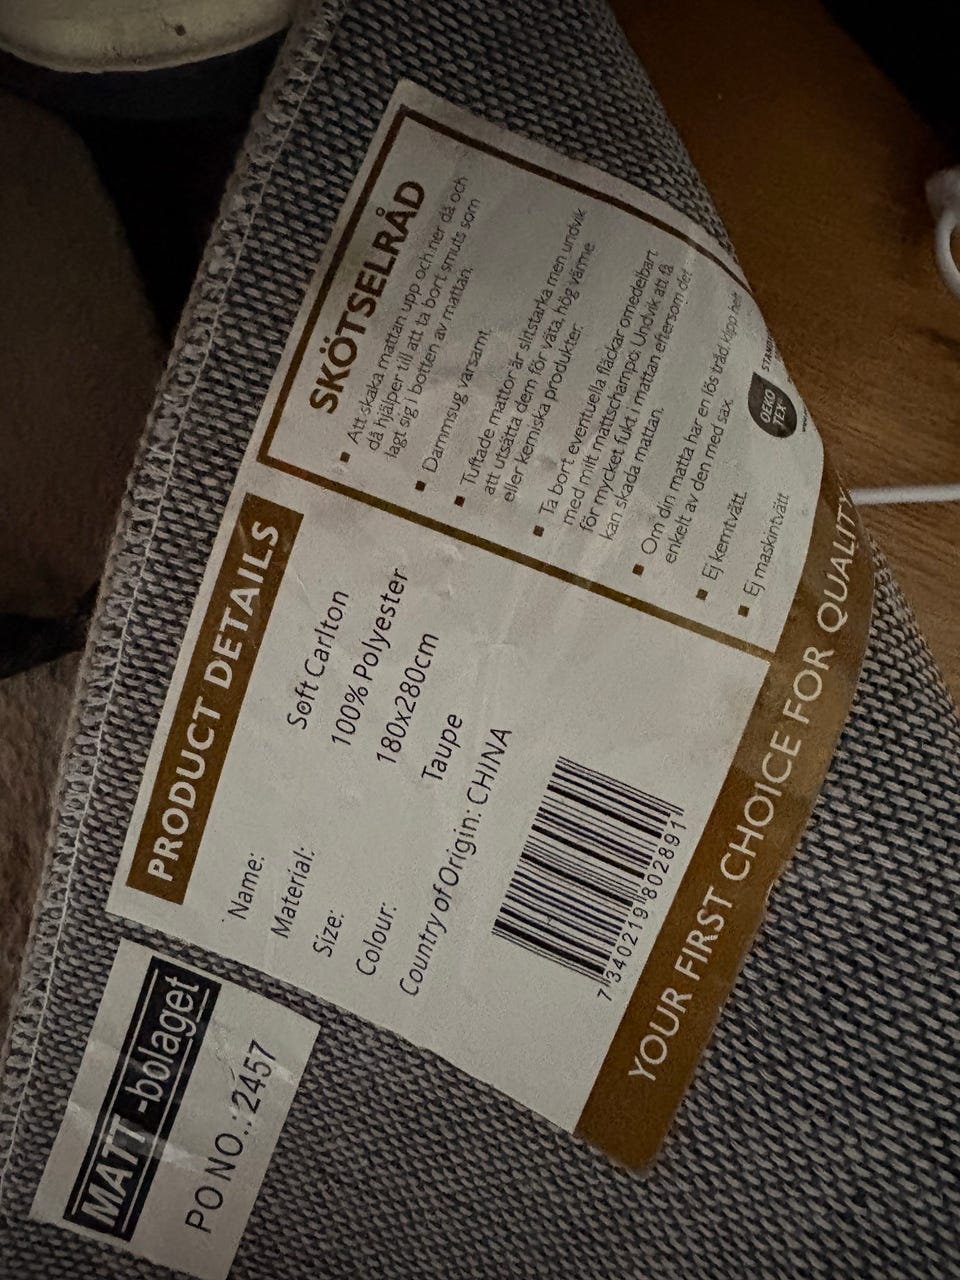 SKÖTSELRÅD
▪ Att skaka mattan upp och ner då och
då hjälper till att ta bort smuts som
lagt sig i botten av mattan.
▪ Dammsug varsamt.
▪ Tuftade mattor är slitstarka men undvik
att utsätta dem för väta, hög värme
eller kemiska produkter.
▪ Ta bort eventuella fläckar omedelbart
med milt mattschampo. Undvik att få
för mycket fukt i mattan eftersom det
kan skada mattan.
▪ Om din matta har en lös tråd klipp helt
enkelt av den med sax.
▪ Ej kemtvätt.
▪ Ej maskintvätt
OEKO
TEX
PRODUCT DETAILS
Name: Soft Carlton
Material: 100% Polyester
Size: 180x280cm
Colour: Taupe
Country of Origin: CHINA
7 340219 802891
YOUR FIRST CHOICE FOR QUALITY
MATT-bolaget
PO NO.:2457